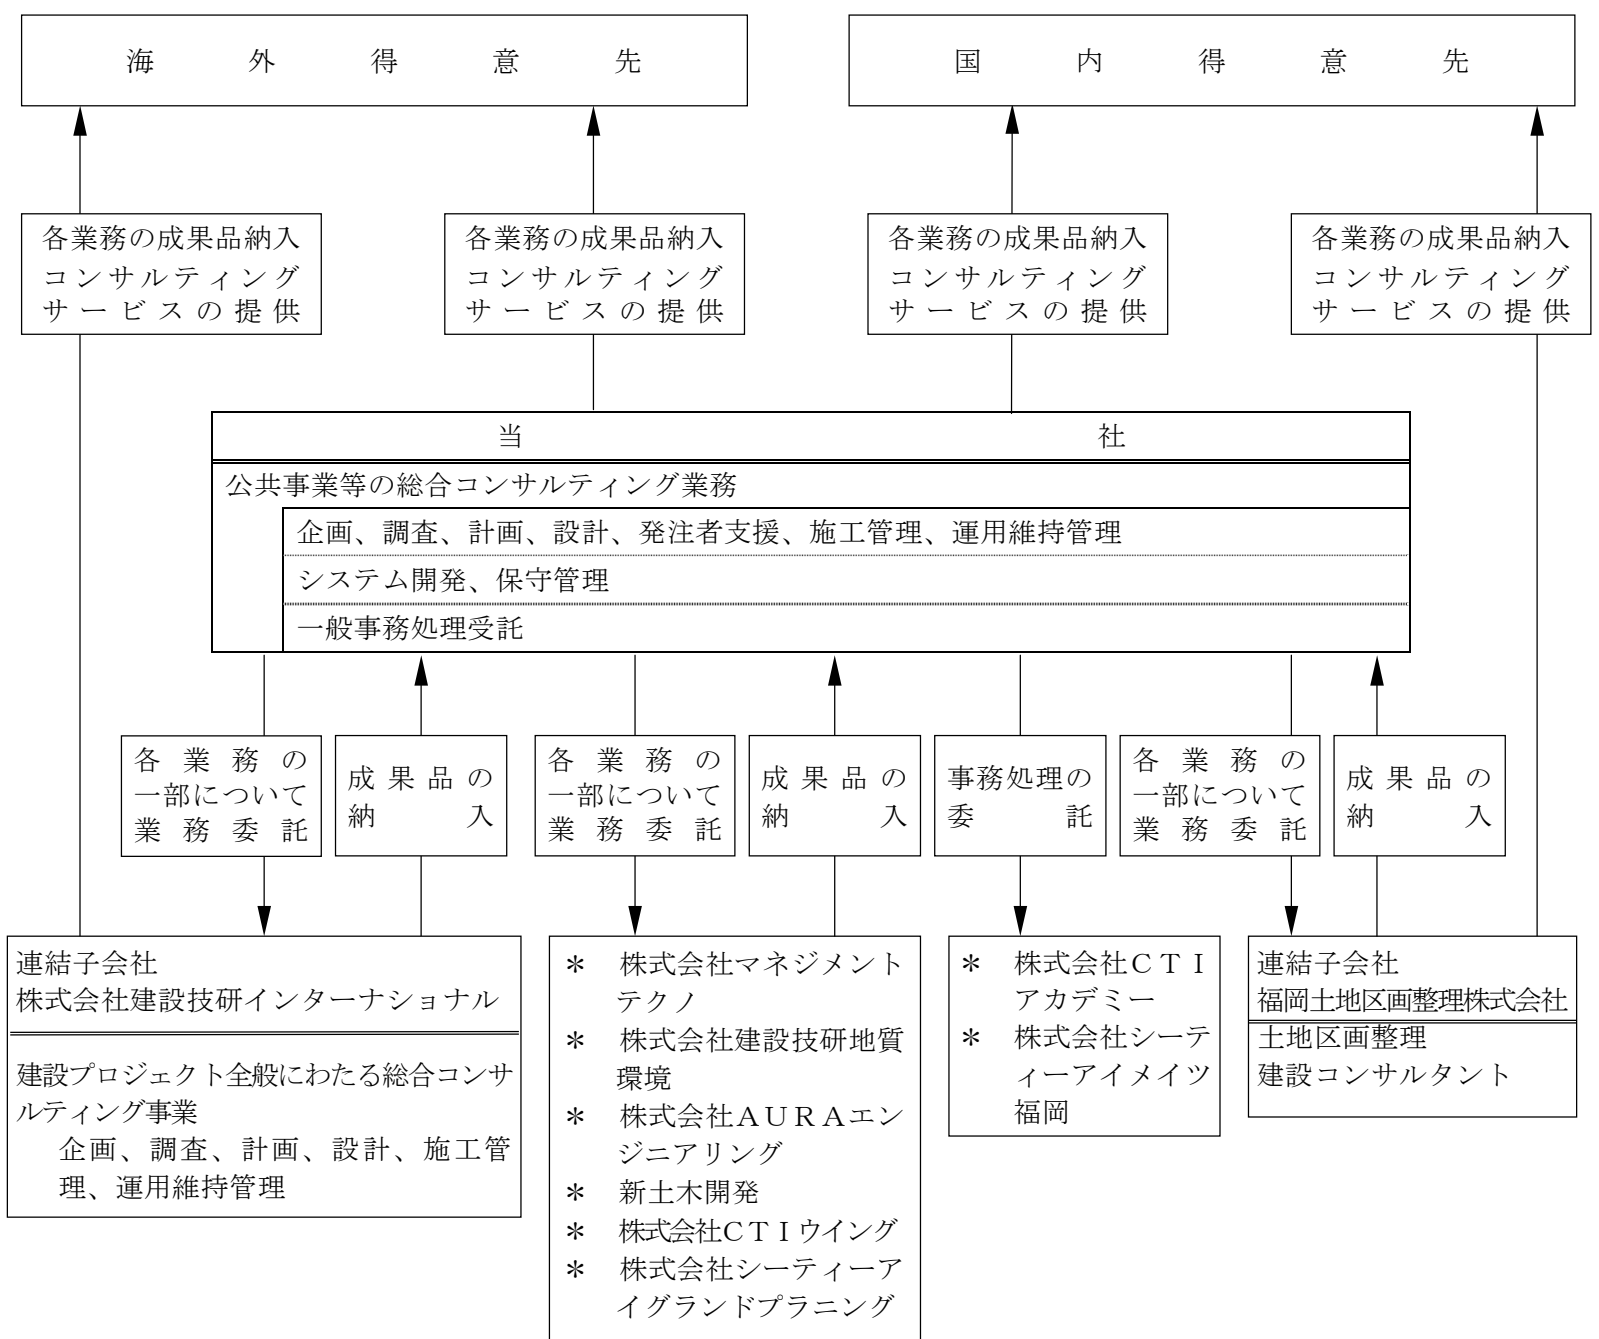 海外得意先
国内得意先
各業務の成果品納入
コンサルティング
サービスの提供
各業務の成果品納入
コンサルティング
サービスの提供
各業務の成果品納入
コンサルティング
サービスの提供
各業務の成果品納入
コンサルティング
サービスの提供
当社
公共事業等の総合コンサルティング業務
企画、調査、計画、設計、発注者支援、施工管理、運用維持管理
システム開発、保守管理
一般事務処理受託
各業務の
一部について
業務委託
成果品の
納入
各業務の
一部について
業務委託
成果品の
納入
事務処理の
委託
各業務の
一部について
業務委託
成果品の
納入
連結子会社
株式会社建設技研インターナショナル
建設プロジェクト全般にわたる総合コンサ
ルティング事業
企画、調査、計画、設計、施工管
理、運用維持管理
＊ 株式会社マネジメント
テクノ
＊ 株式会社建設技研地質
環境
＊ 株式会社ＡＵＲＡエン
ジニアリング
＊ 新土木開発
＊ 株式会社ＣＴＩウイング
＊ 株式会社シーティーア
イグランドプラニング
＊ 株式会社ＣＴＩ
アカデミー
＊ 株式会社シーテ
ィーアイメイツ
福岡
連結子会社
福岡土地区画整理株式会社
土地区画整理
建設コンサルタント